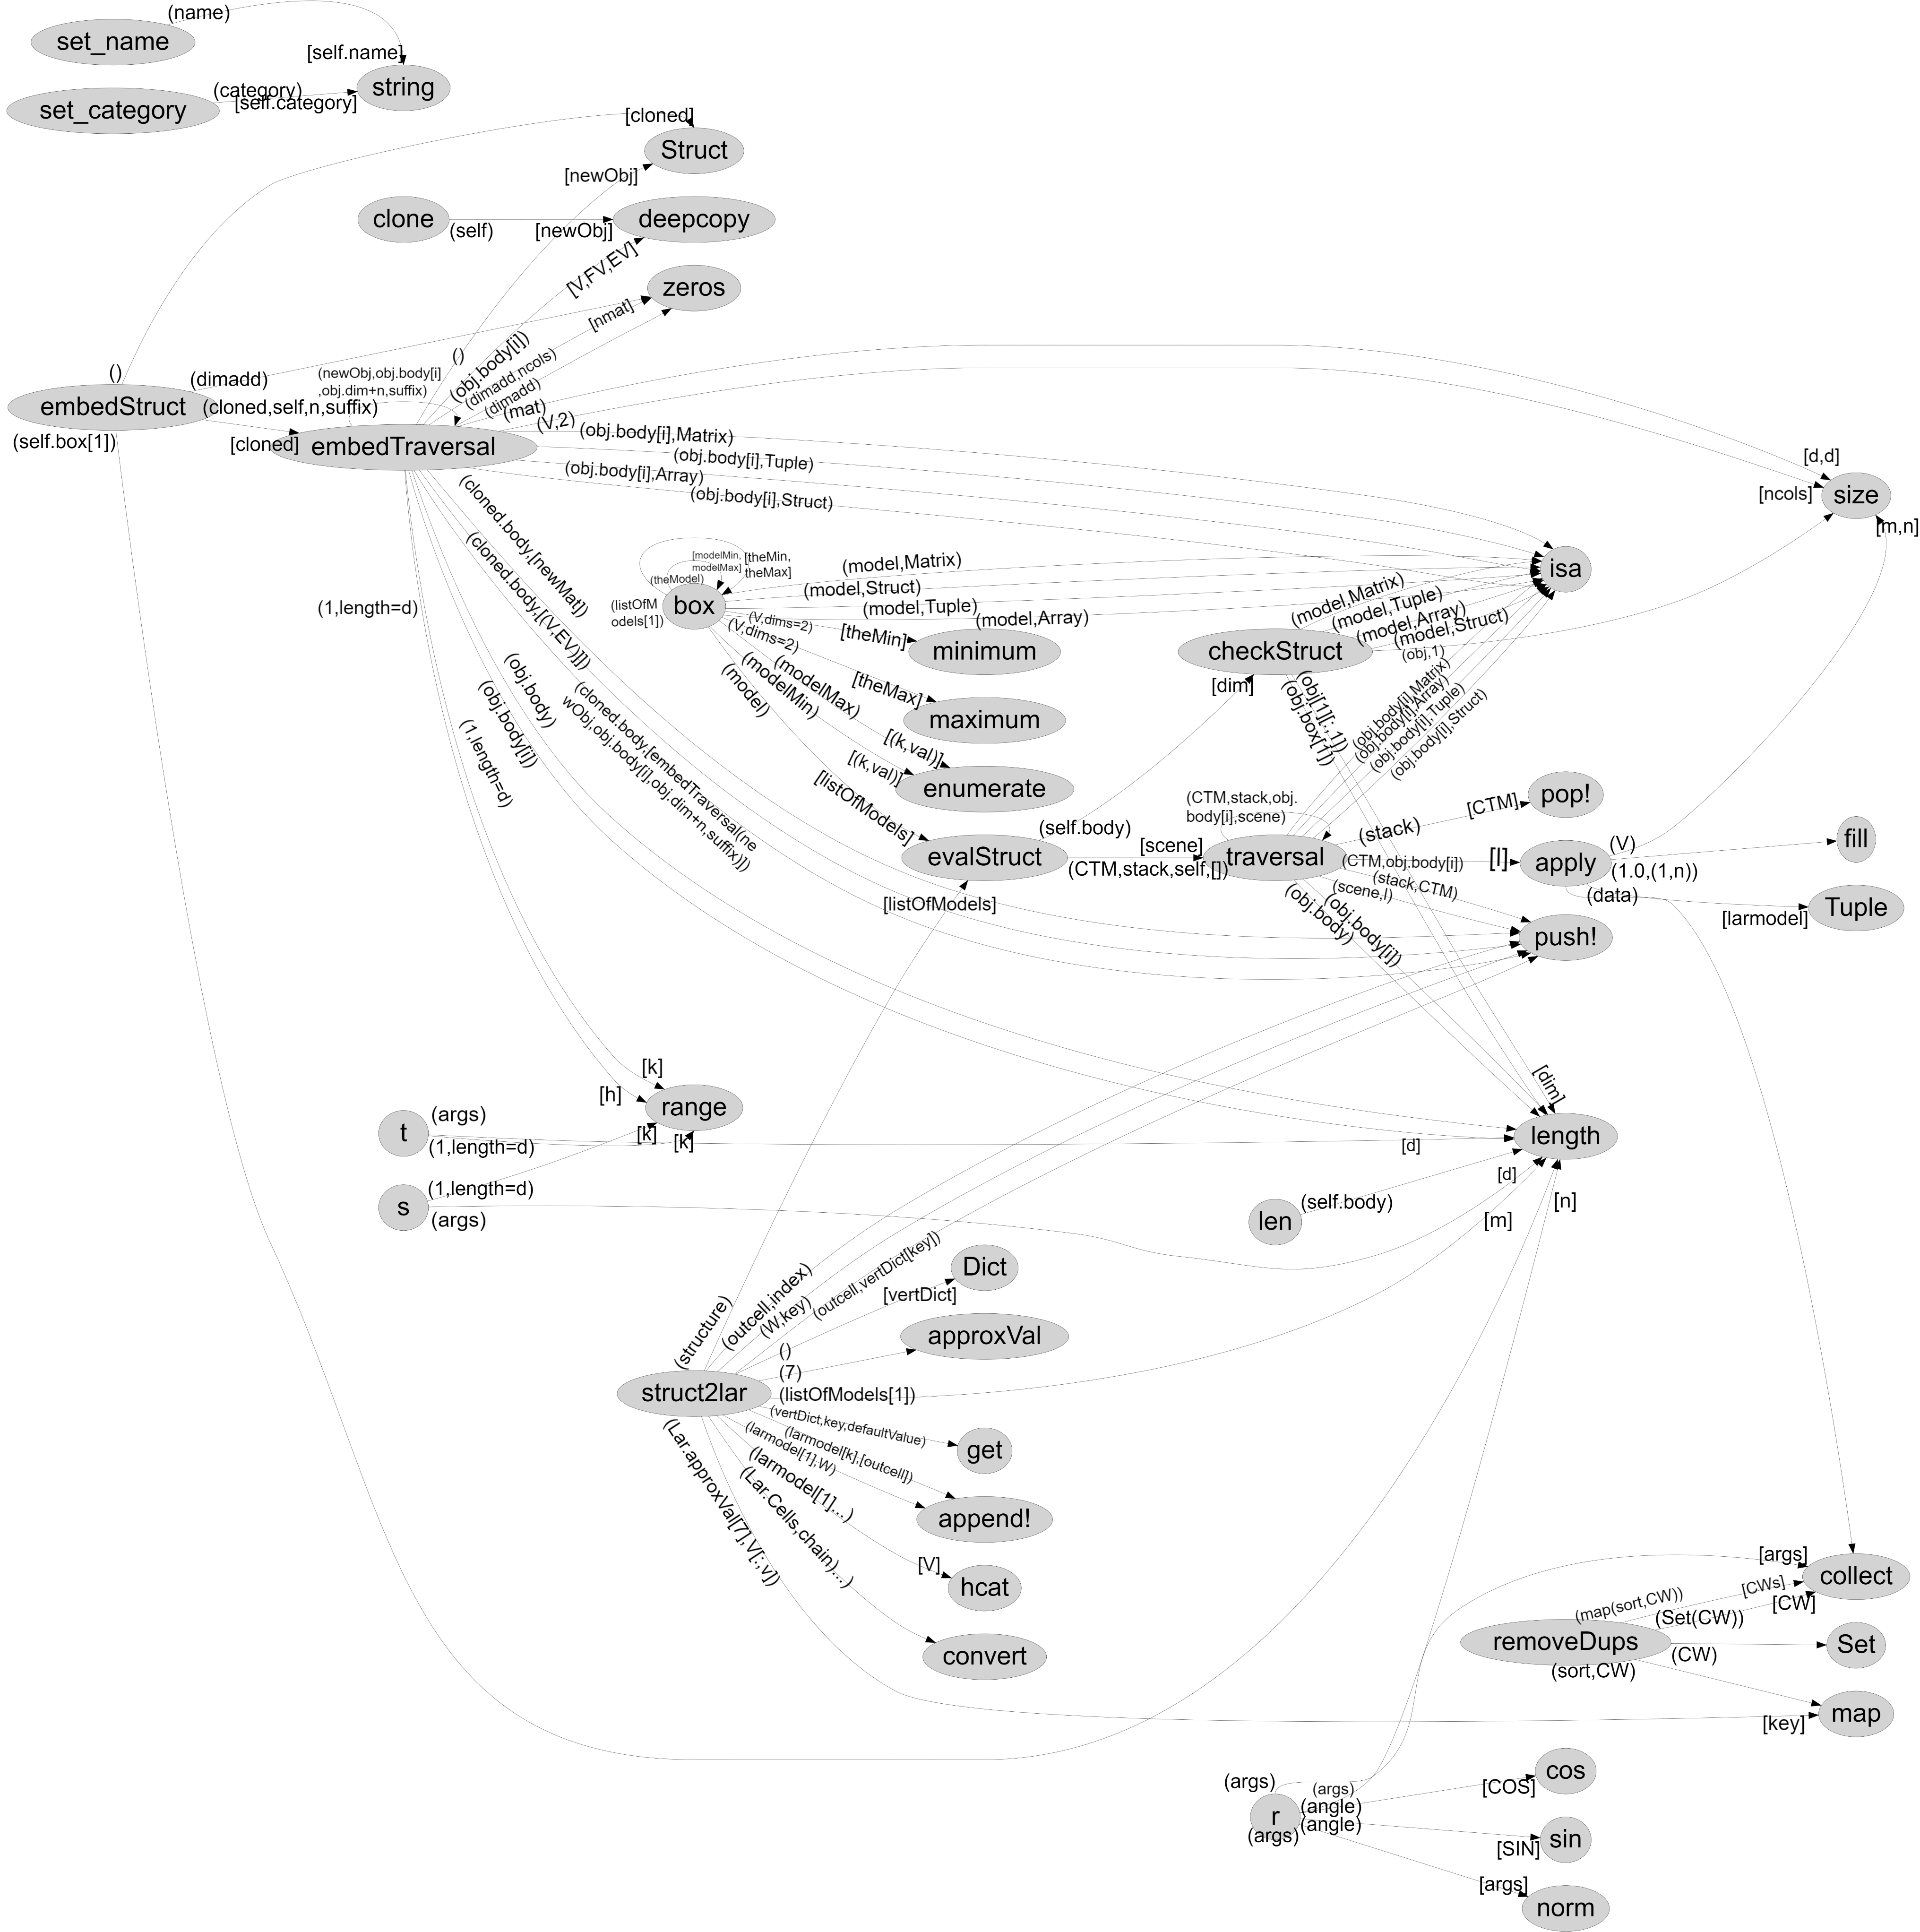 (name)
set_name
[self.name]
string
(category)
set_category
[self.category]
[cloned]
Struct
[newObj]
clone
(self)
[newObj]
deepcopy
[V,FV,EV]
zeros
[nmat]
()
()
(obj.body[i])
(dimadd,ncols)
(dimadd)
(mat)
(V,2)
(dimadd)
(newObj,obj.body[i]
,obj.dim+n,suffix)
embedStruct
(cloned,self,n,suffix)
(self.box[1])
[cloned]
embedTraversal
(obj.body[i],Matrix)
(obj.body[i],Tuple)
(obj.body[i],Array)
(obj.body[i],Struct)
[d,d]
[ncols]
size
[m,n]
(cloned.body,[newMat])
(cloned.body,[(V,EV)]])
(cloned.body,[embedTraversal(ne
wObj,obj.body[i],obj.dim+n,suffix)])
(obj.body)
(obj.body[i])
(1,length=d)
(1,length=d)
[modelMin,
modelMax]
[theMin,
theMax]
(theModel)
(listOfM
odels[1])
box
(model,Matrix)
(model,Struct)
(model,Tuple)
(model,Array)
isa
(V,dims=2)
(V,dims=2)
[theMin]
minimum
(modelMax)
(modelMin)
(model)
[theMax]
maximum
[(k,val)]
[(k,val)]
enumerate
[listOfModels]
evalStruct
[listOfModels]
(model,Matrix)
(model,Tuple)
(model,Array)
(model,Struct)
checkStruct
(obj,1)
[dim]
(obj[1][:,1])
(obj.box[1])
(obj.body[i],Matrix)
(obj.body[i],Array)
(obj.body[i],Tuple)
(obj.body[i],Struct)
(self.body)
(CTM,stack,self,[])
[scene]
(CTM,stack,obj.
body[i],scene)
traversal
(stack)
[CTM]
pop!
(CTM,obj.body[i])
[l]
apply
(V)
fill
(1.0,(1,n))
(data)
[larmodel]
Tuple
(stack,CTM)
(scene,l)
(obj.body[i])
(obj.body)
push!
[k]
[h]
range
t
(args)
(1,length=d)
[k]
[k]
[d]
[dim]
length
s
(1,length=d)
(args)
len
(self.body)
[d]
[m]
[n]
(structure)
(outcell,index)
(W,key)
(outcell,vertDict[key])
Dict
[vertDict]
approxVal
()
(7)
struct2lar
(listOfModels[1])
(vertDict,key,defaultValue)
get
(larmodel[k],[outcell])
(larmodel[1],W)
append!
(larmodel[1]...)
[V]
hcat
(Lar.Cells,chain)...)
convert
(Lar.approxVal[7],V[:,v])
[args]
collect
(map(sort,CW))
[CWs]
(Set(CW))
[CW]
removeDups
(CW)
Set
(sort,CW)
map
[key]
(args)
(args)
r
(angle)
(angle)
(args)
[COS]
cos
[SIN]
sin
[args]
norm